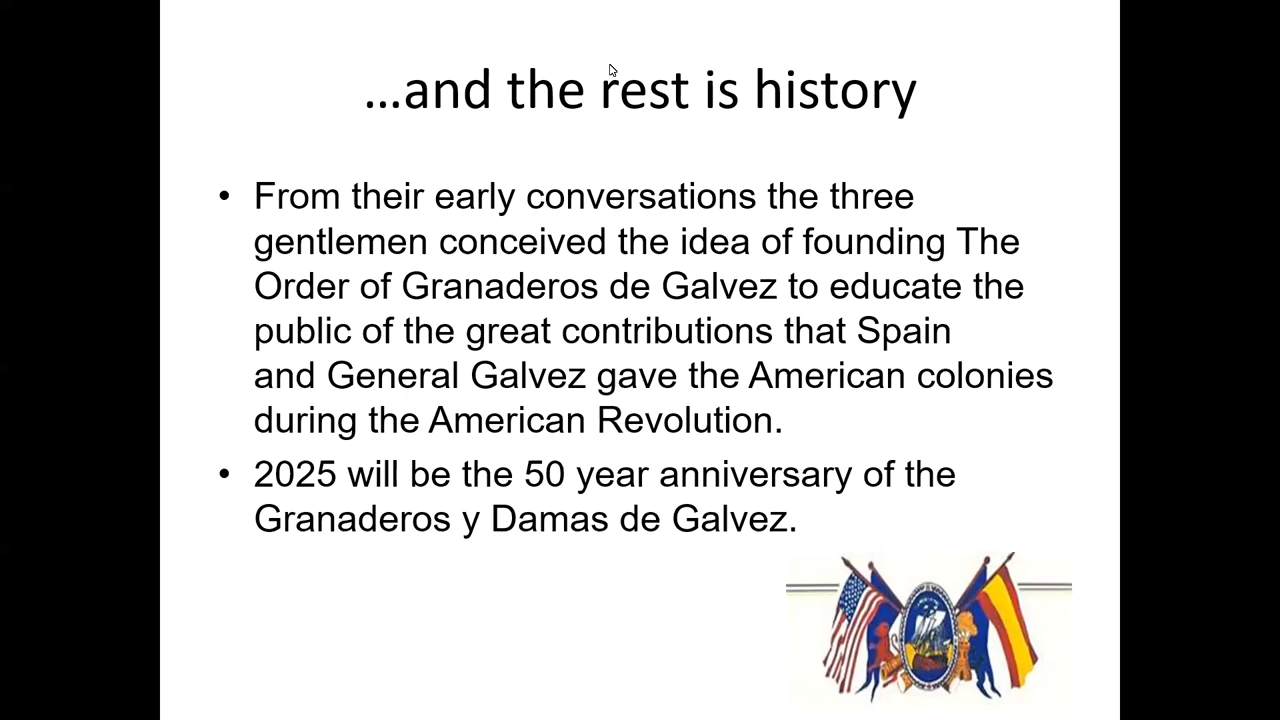 ...and the rest is history
• From their early conversations the three
gentlemen conceived the idea of founding The
Order of Granaderos de Galvez to educate the
public of the great contributions that Spain
and General Galvez gave the American colonies
during the American Revolution.
• 2025 will be the 50 year anniversary of the
Granaderos y Damas de Galvez.